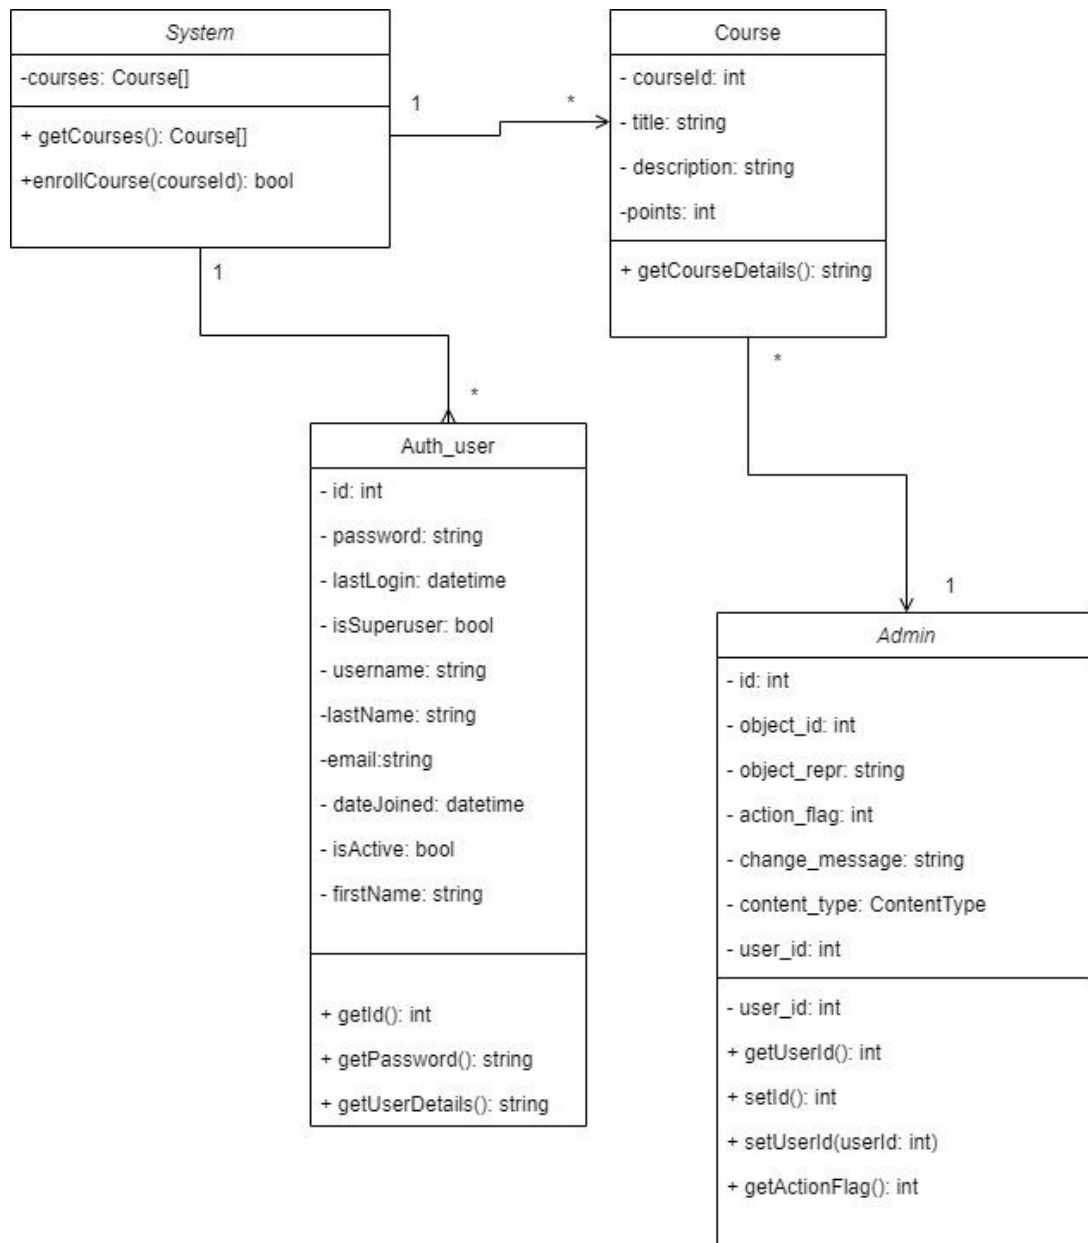 System
-courses: Course[]
+ getCourses(): Course[]
+enrollCourse(courseId): bool
1
*
Course
- courseId: int
- title: string
- description: string
-points: int
+ getCourseDetails(): string
1
*
*
1
Auth_user
- id: int
- password: string
- lastLogin: datetime
- isSuperuser: bool
- username: string
-lastName: string
-email:string
- dateJoined: datetime
- isActive: bool
- firstName: string
+ getId(): int
+ getPassword(): string
+ getUserDetails(): string
Admin
- id: int
- object_id: int
- object_repr: string
- action_flag: int
- change_message: string
- content_type: ContentType
- user_id: int
- user_id: int
+ getUserId(): int
+ setId(): int
+ setUserId(userId: int)
+ getActionFlag(): int